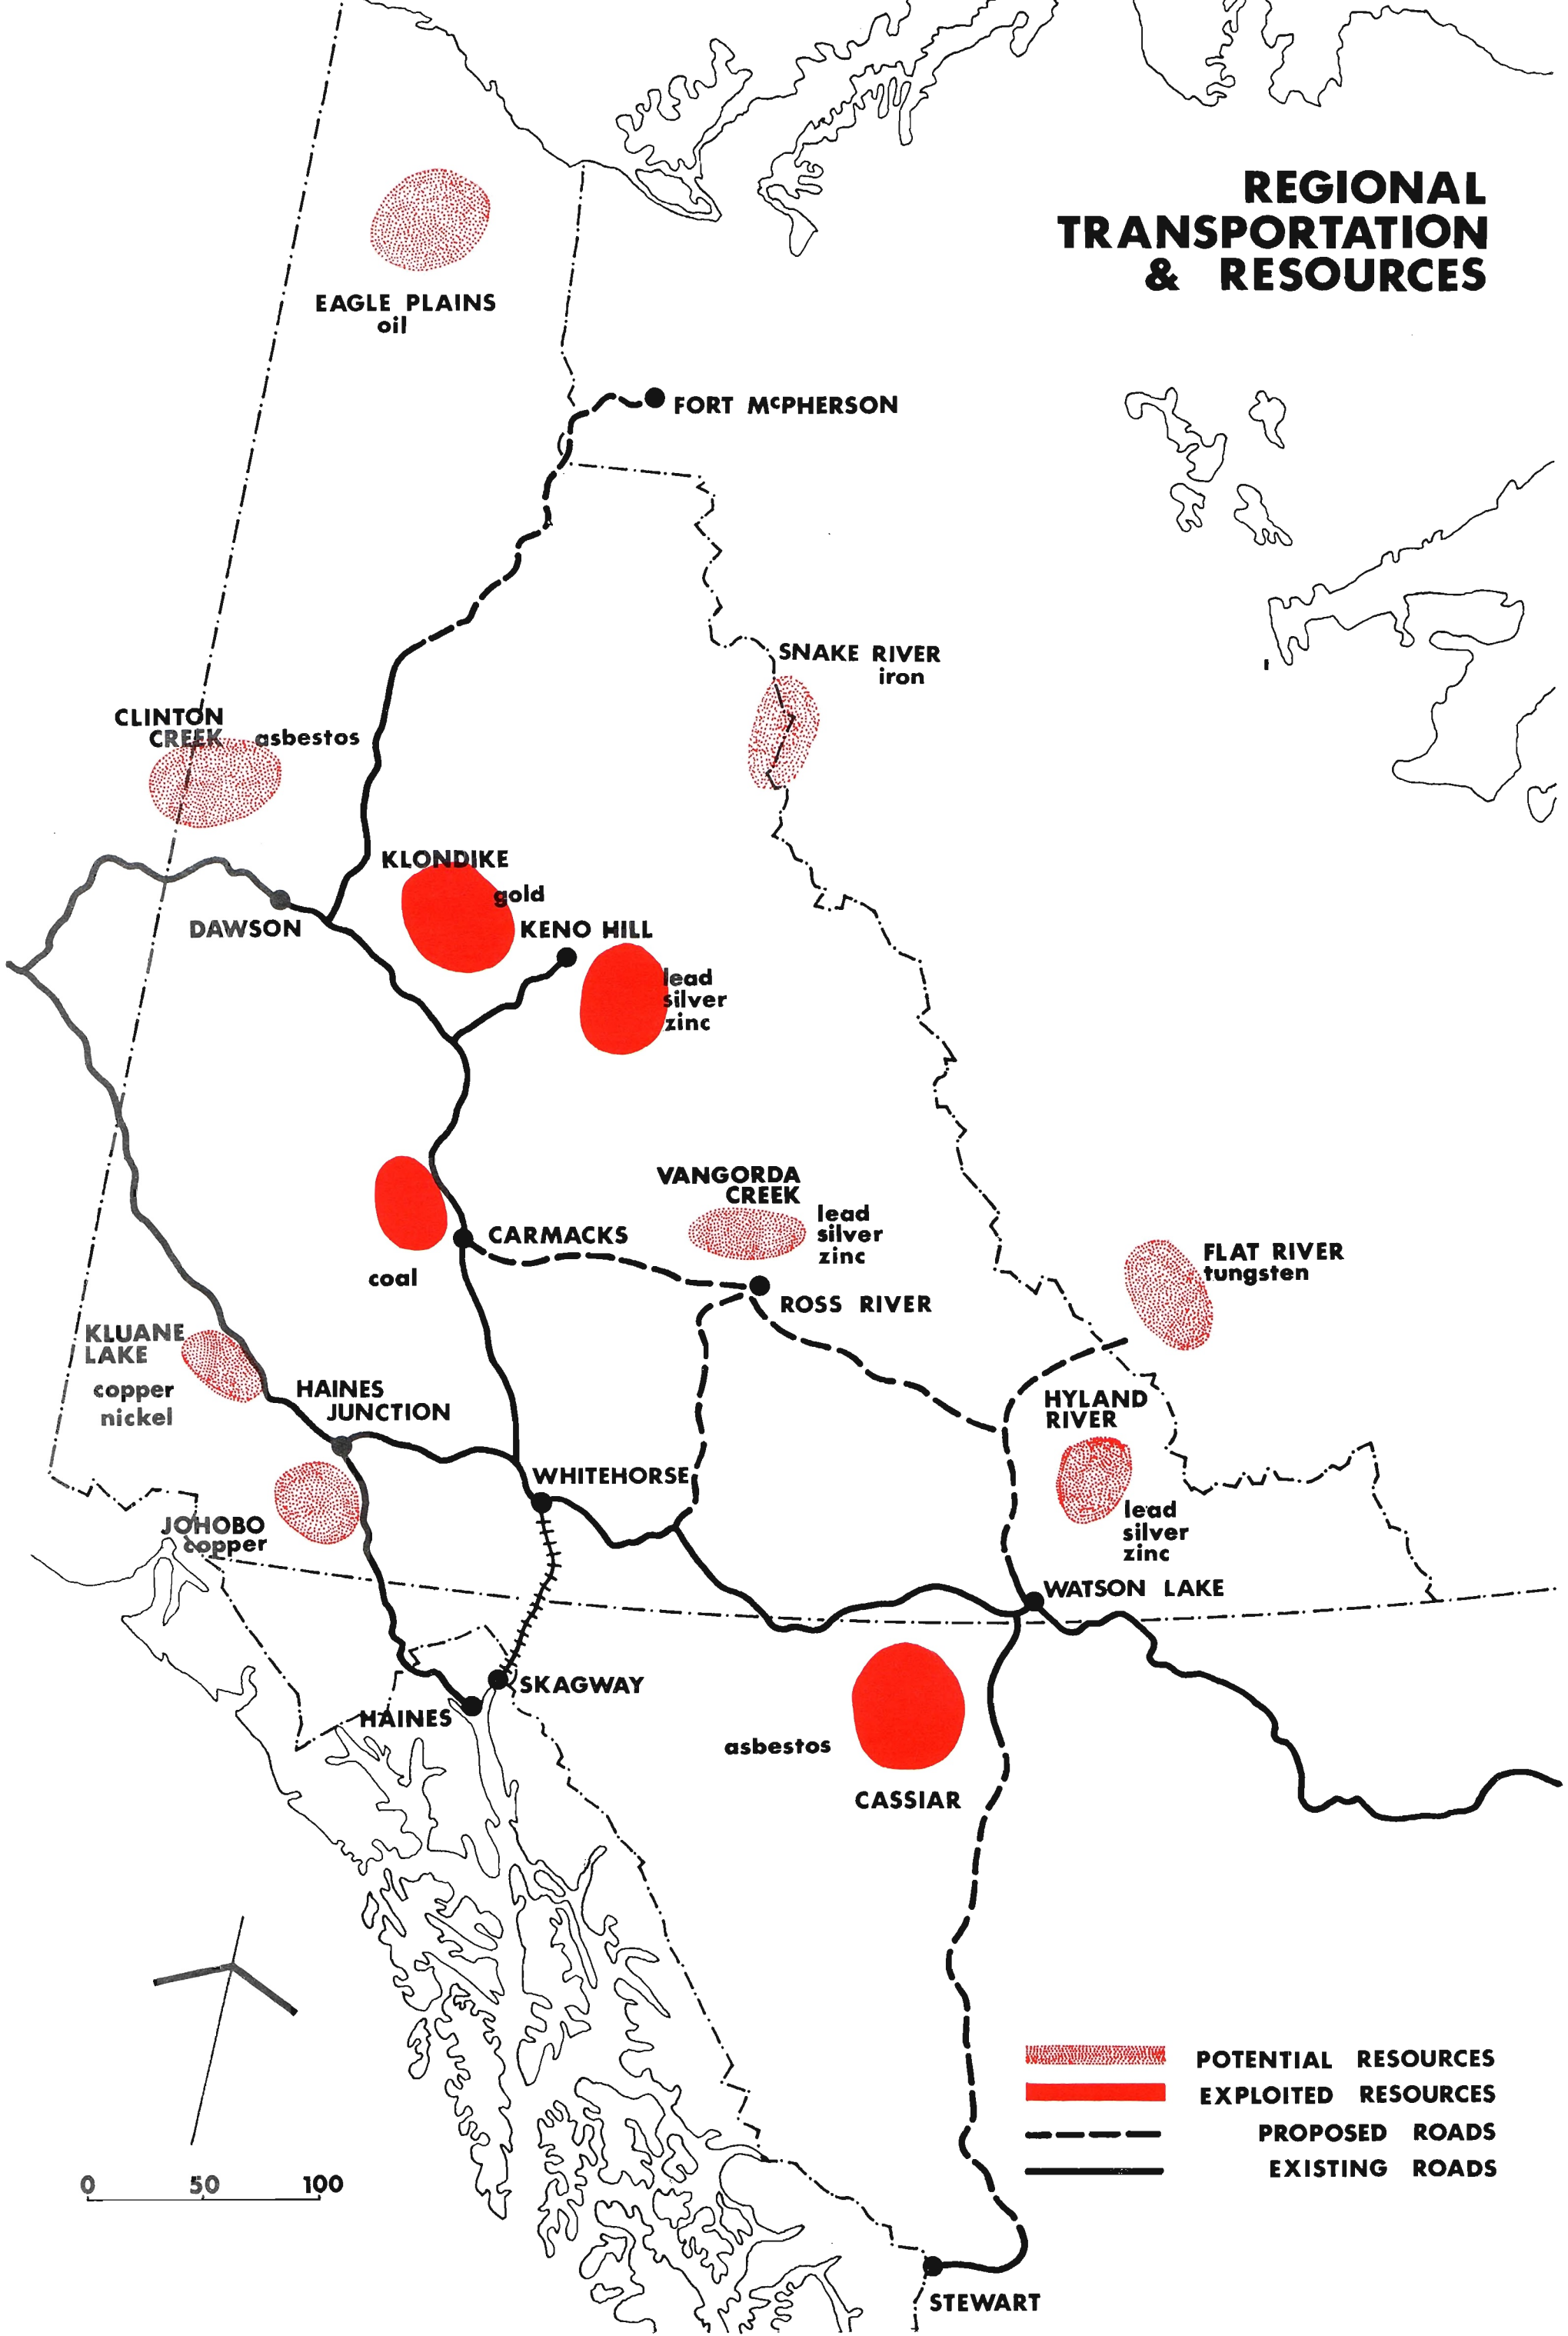 REGIONAL
TRANSPORTATION
& RESOURCES
EAGLE PLAINS
oil
FORT McPHERSON
SNAKE RIVER
iron
CLINTON
CREEK
asbestos
KLONDIKE
gold
DAWSON
KENO HILL
lead
silver
zinc
VANGORDA
CREEK
lead
silver
zinc
CARMACKS
coal
ROSS RIVER
FLAT RIVER
tungsten
KLUANE
LAKE
copper
nickel
HAINES
JUNCTION
HYLAND
RIVER
lead
silver
zinc
WHITEHORSE
JOHOBO
copper
WATSON LAKE
SKAGWAY
HAINES
asbestos
CASSIAR
POTENTIAL RESOURCES
EXPLOITED RESOURCES
PROPOSED ROADS
EXISTING ROADS
0 50 100
STEWART